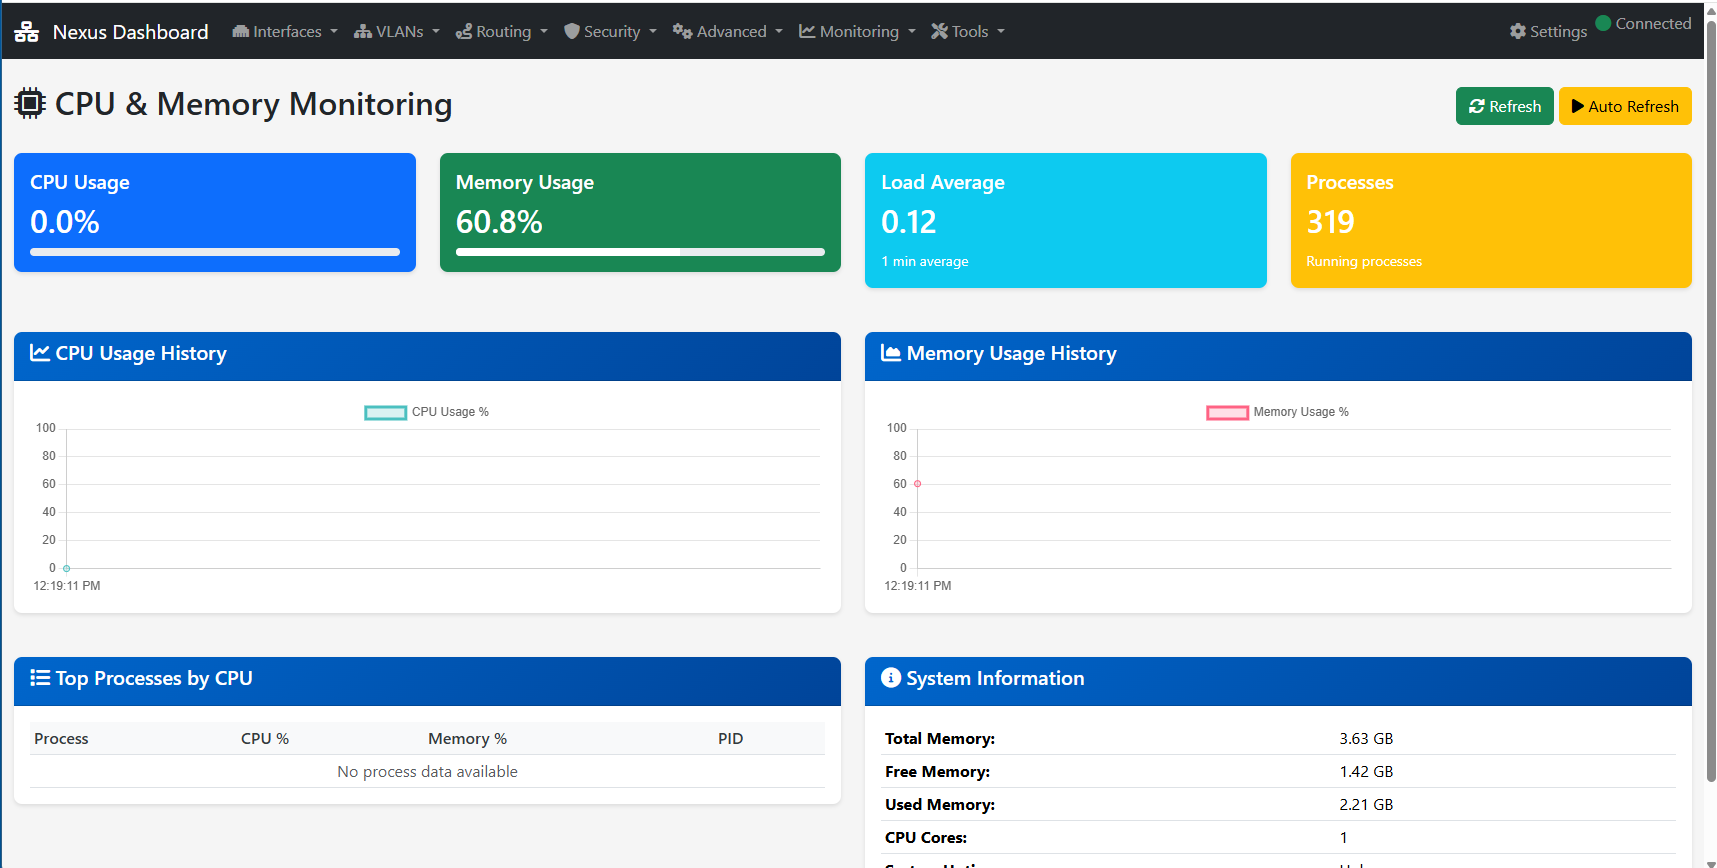 Nexus Dashboard Interfaces VLANs Routing Security Advanced Monitoring Tools Settings Connected
CPU & Memory Monitoring
Refresh Auto Refresh
CPU Usage
0.0%
Memory Usage
60.8%
Load Average
0.12
1 min average
Processes
319
Running processes
CPU Usage History
CPU Usage %
100
80
60
40
20
0
12:19:11 PM
Memory Usage History
Memory Usage %
100
80
60
40
20
0
12:19:11 PM
Top Processes by CPU
Process CPU % Memory % PID
No process data available
System Information
Total Memory: 3.63 GB
Free Memory: 1.42 GB
Used Memory: 2.21 GB
CPU Cores: 1